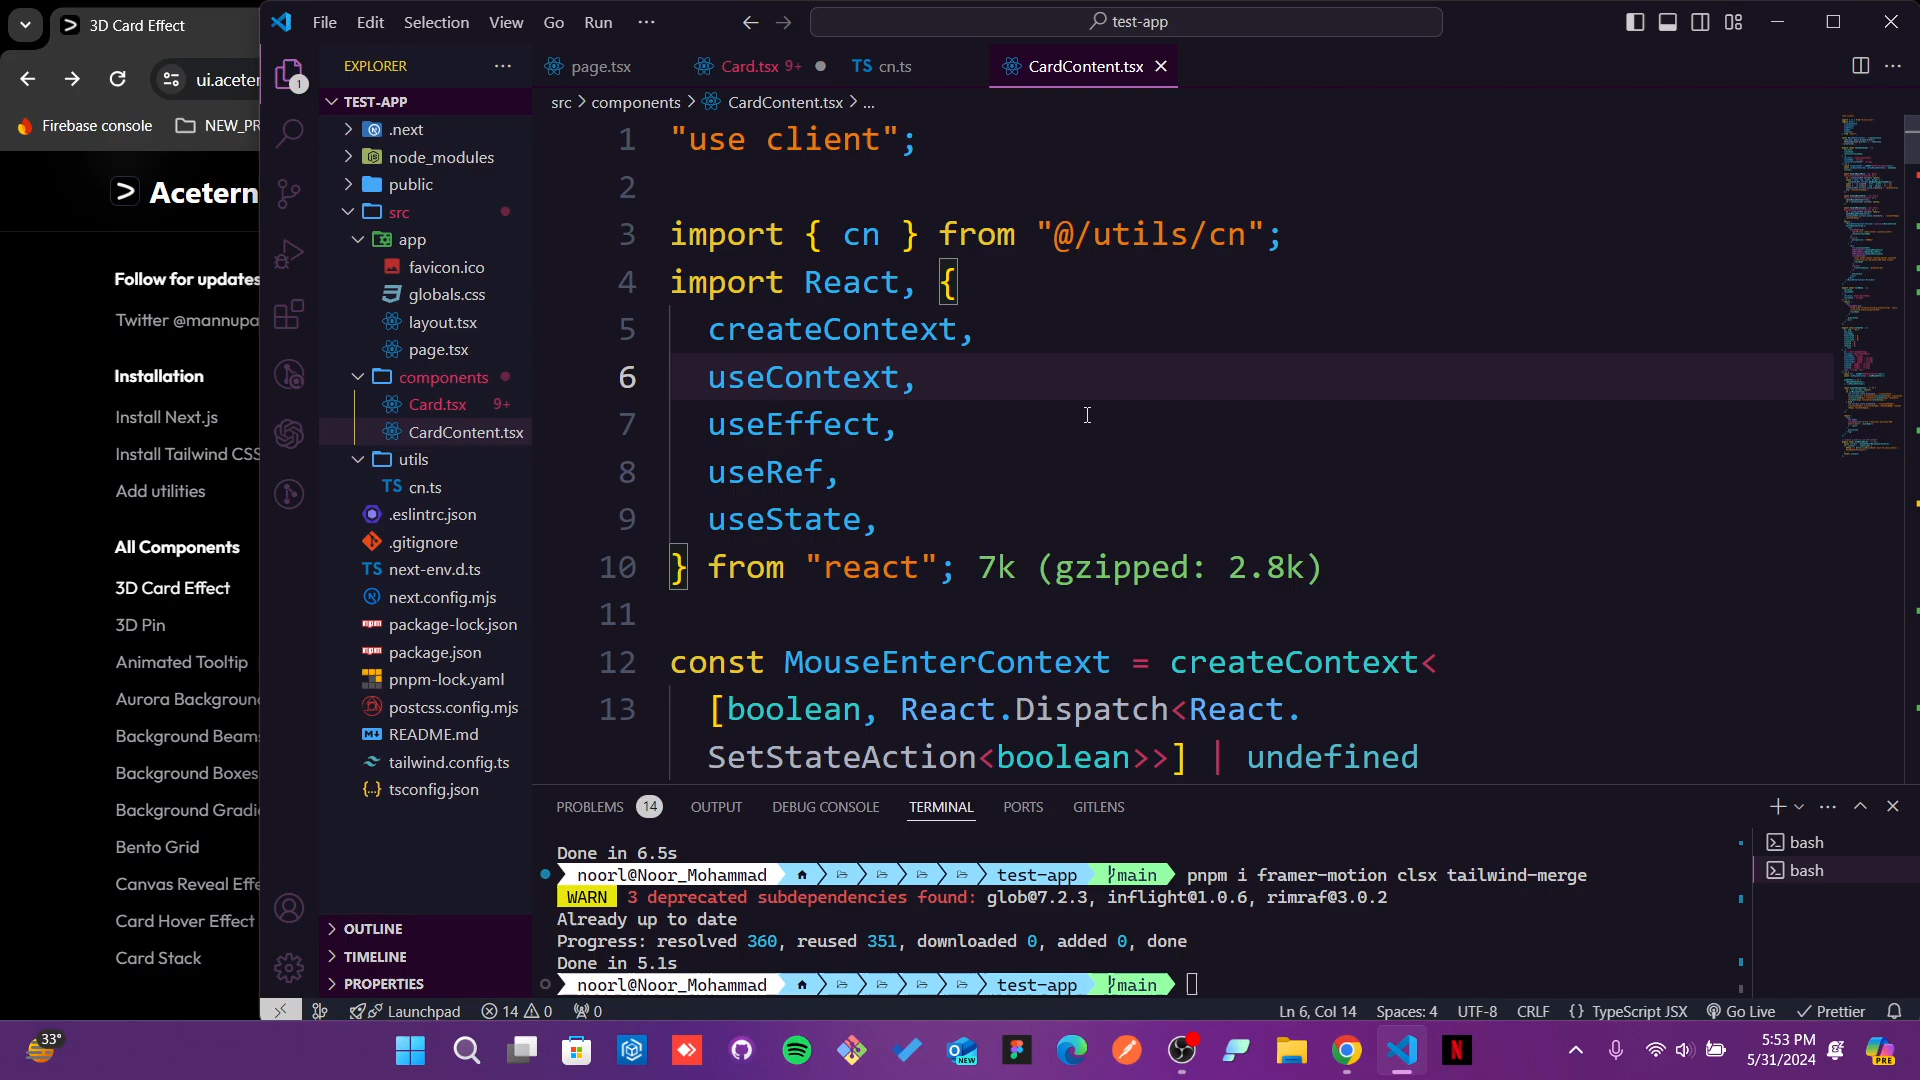 3D Card Effect
ui.aceter
Firebase console
NEW_PR
Acetern
Follow for updates
Twitter @mannupa
Installation
Install Next.js
Install Tailwind CSS
Add utilities
All Components
3D Card Effect
3D Pin
Animated Tooltip
Aurora Background
Background Beams
Background Boxes
Background Gradi
Bento Grid
Canvas Reveal Effe
Card Hover Effect
Card Stack
File Edit Selection View Go Run ···
test-app
EXPLORER ···
1
TEST-APP
.next
node_modules
public
src
app
favicon.ico
globals.css
layout.tsx
page.tsx
components
Card.tsx 9+
CardContent.tsx
utils
TS cn.ts
.eslintrc.json
.gitignore
TS next-env.d.ts
next.config.mjs
package-lock.json
package.json
pnpm-lock.yaml
postcss.config.mjs
README.md
tailwind.config.ts
tsconfig.json
OUTLINE
TIMELINE
PROPERTIES
page.tsx Card.tsx 9+ TS cn.ts CardContent.tsx
src > components > CardContent.tsx > ...
1 "use client";
2
3 import { cn } from "@/utils/cn";
4 import React, {
5 createContext,
6 useContext,
7 useEffect,
8 useRef,
9 useState,
10 } from "react"; 7k (gzipped: 2.8k)
11
12 const MouseEnterContext = createContext<
13 [boolean, React.Dispatch<React.
SetStateAction<boolean>>] | undefined
PROBLEMS 14 OUTPUT DEBUG CONSOLE TERMINAL PORTS GITLENS
Done in 6.5s
noorl@Noor_Mohammad test-app main pnpm i framer-motion clsx tailwind-merge
WARN 3 deprecated subdependencies found: glob@7.2.3, inflight@1.0.6, rimraf@3.0.2
Already up to date
Progress: resolved 360, reused 351, downloaded 0, added 0, done
Done in 5.1s
noorl@Noor_Mohammad test-app main
bash
bash
Launchpad 14 0 0
Ln 6, Col 14 Spaces: 4 UTF-8 CRLF {} TypeScript JSX Go Live Prettier
33°
NEW
PRE
5:53 PM
5/31/2024